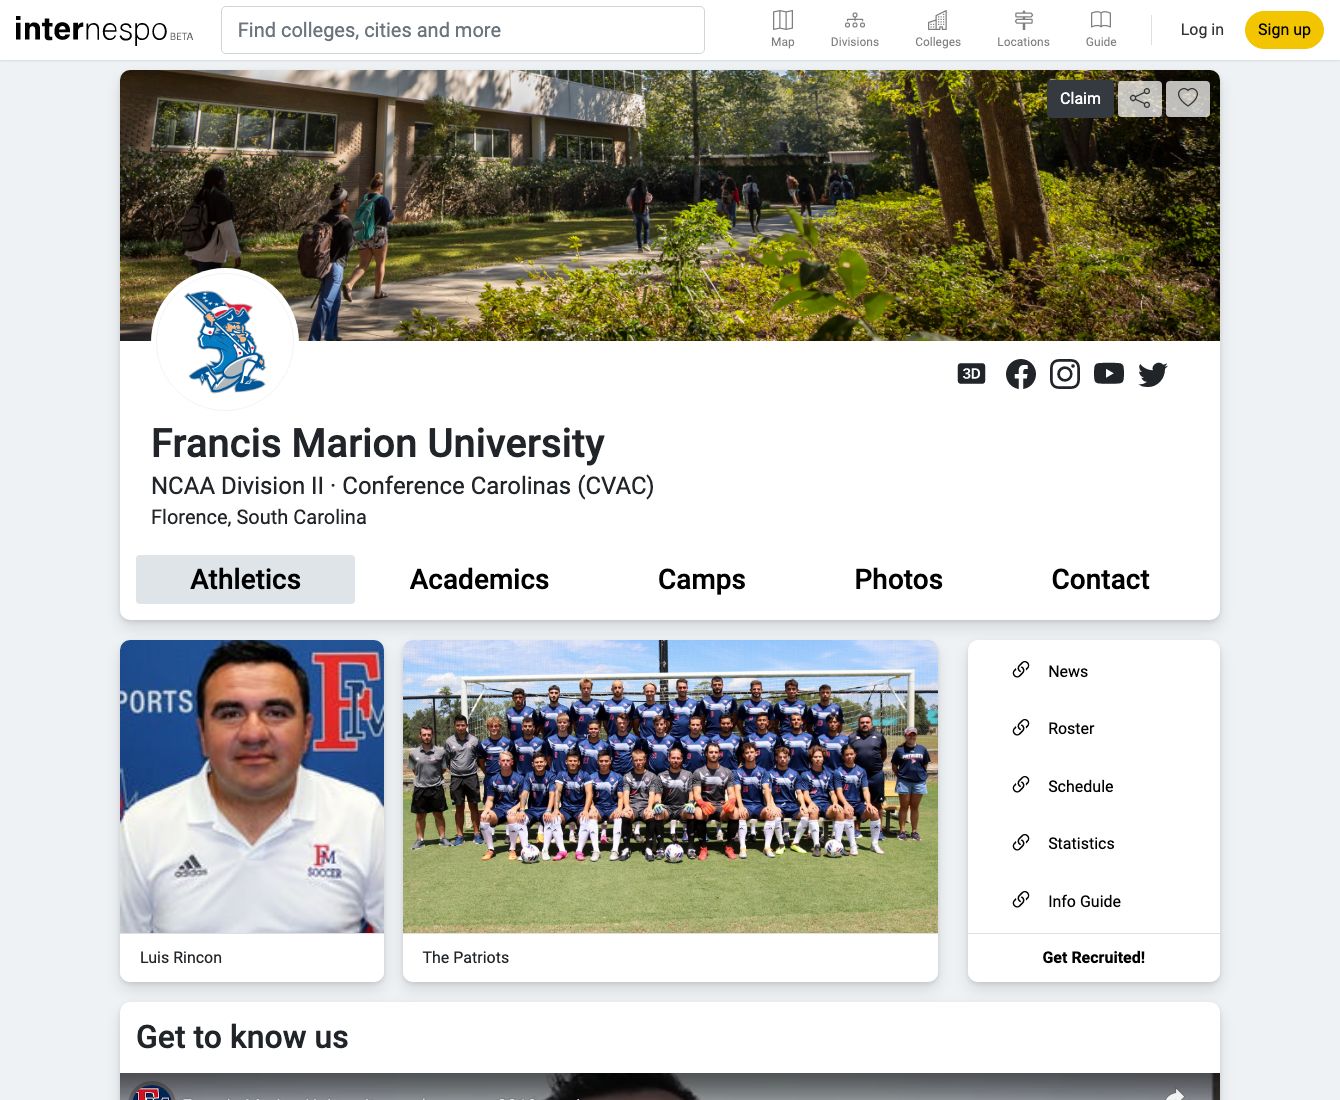 internespo BETA
Find colleges, cities and more
Map
Divisions
Colleges
Locations
Guide
Log in
Sign up
Claim
3D
Francis Marion University
NCAA Division II · Conference Carolinas (CVAC)
Florence, South Carolina
Athletics
Academics
Camps
Photos
Contact
PORTS
FM
adidas
FM
SOCCER
Luis Rincon
The Patriots
News
Roster
Schedule
Statistics
Info Guide
Get Recruited!
Get to know us